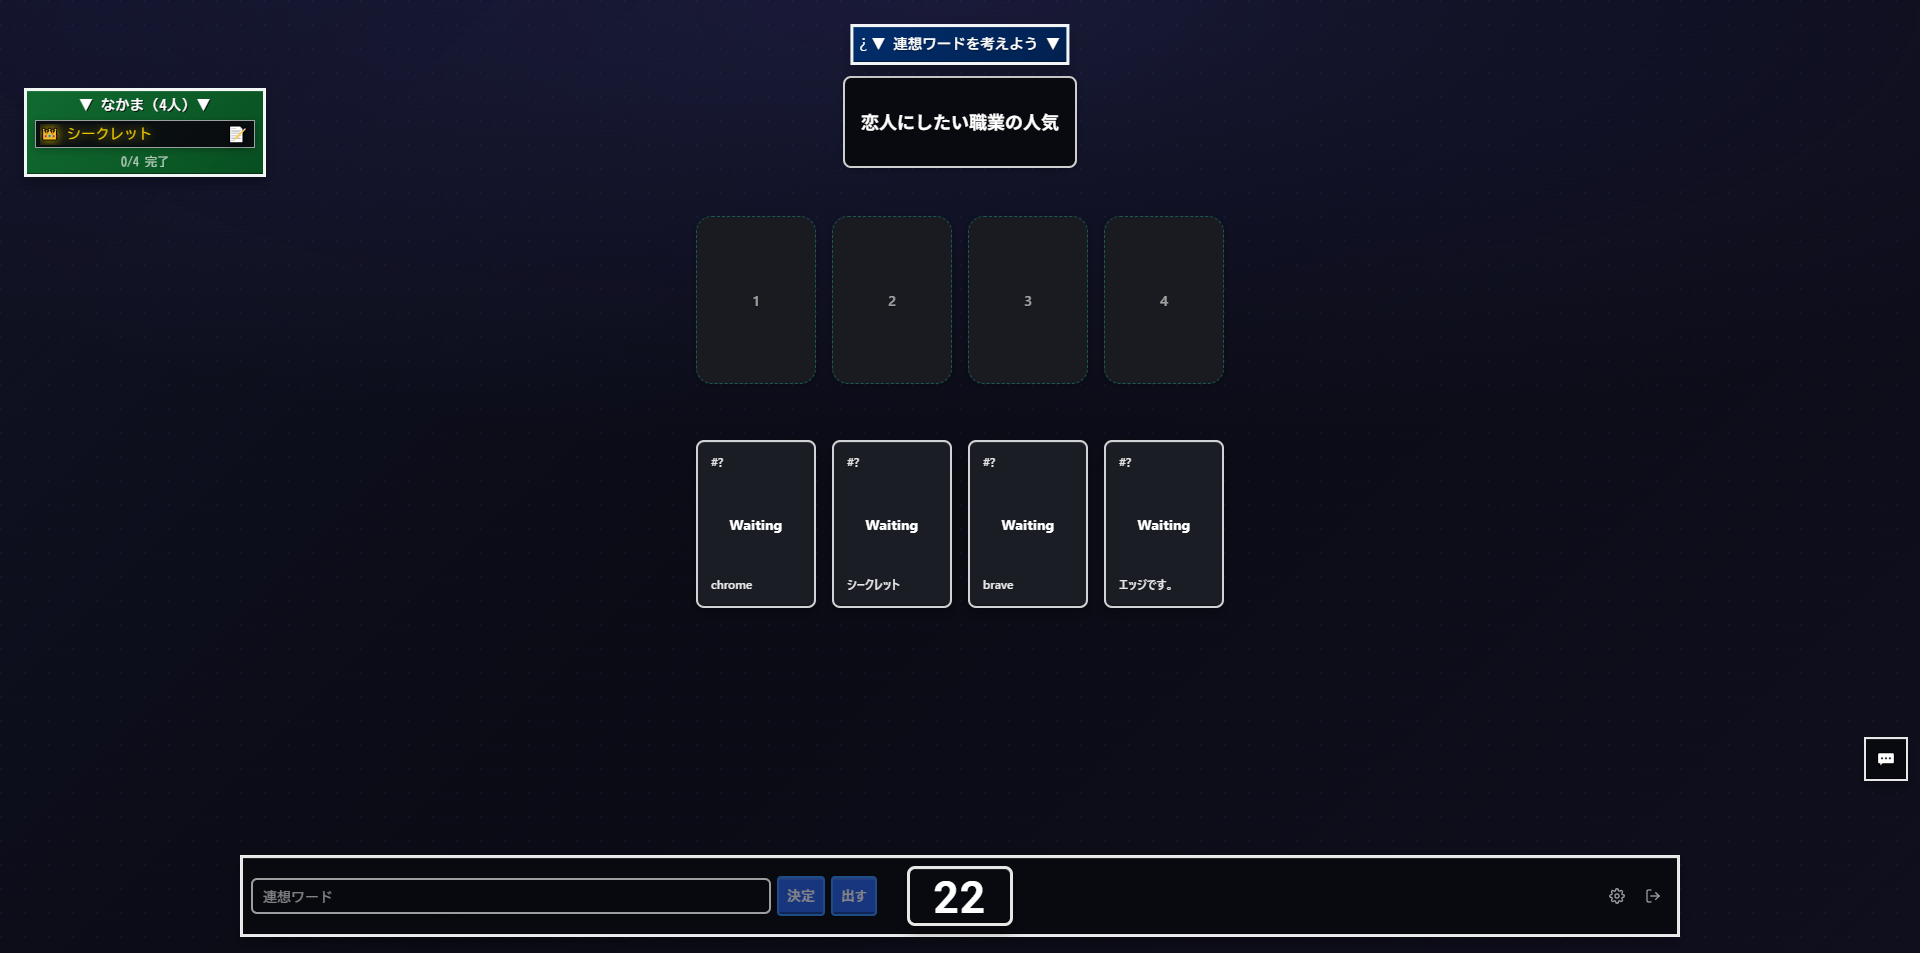 ¿ ▼ 連想ワードを考えよう ▼
恋人にしたい職業の人気
▼ なかま（4人）▼
シークレット
0/4 完了
1
2
3
4
#?
Waiting
chrome
#?
Waiting
シークレット
#?
Waiting
brave
#?
Waiting
エッジです。
連想ワード
決定
出す
22